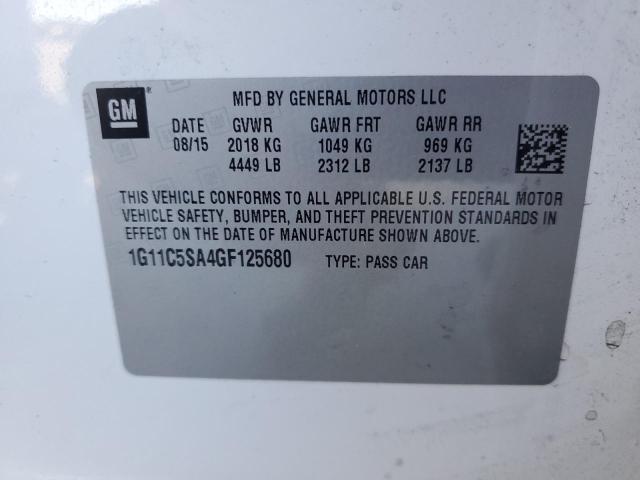 GM
MFD BY GENERAL MOTORS LLC
DATE GVWR GAWR FRT GAWR RR
08/15 2018 KG 1049 KG 969 KG
4449 LB 2312 LB 2137 LB
THIS VEHICLE CONFORMS TO ALL APPLICABLE U.S. FEDERAL MOTOR
VEHICLE SAFETY, BUMPER, AND THEFT PREVENTION STANDARDS IN
EFFECT ON THE DATE OF MANUFACTURE SHOWN ABOVE.
1G11C5SA4GF125680 TYPE: PASS CAR